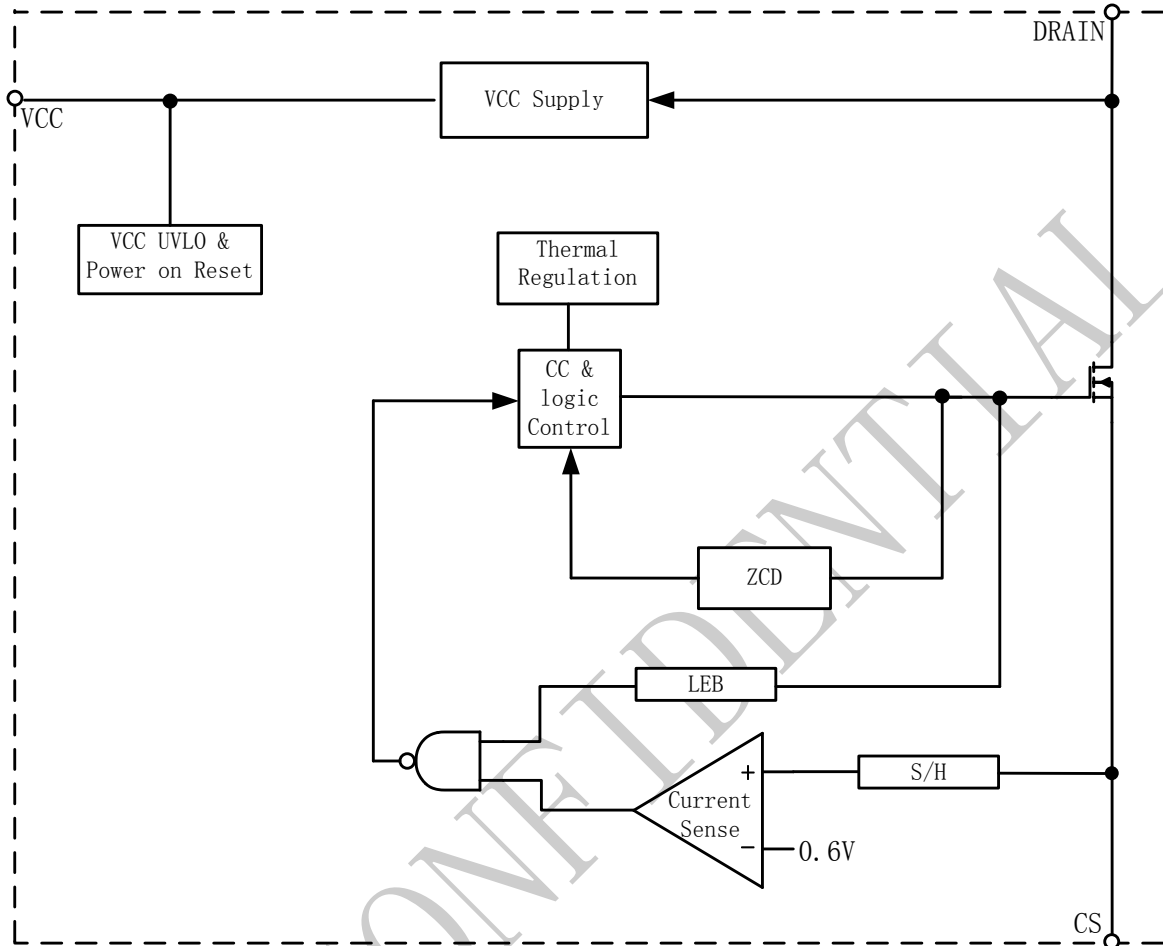 DRAIN
VCC Supply
VCC
VCC UVLO &
Power on Reset
Thermal
Regulation
CC &
logic
Control
ZCD
LEB
S/H
+
Current
Sense
−
0.6V
CS
ONFIDENTIAL